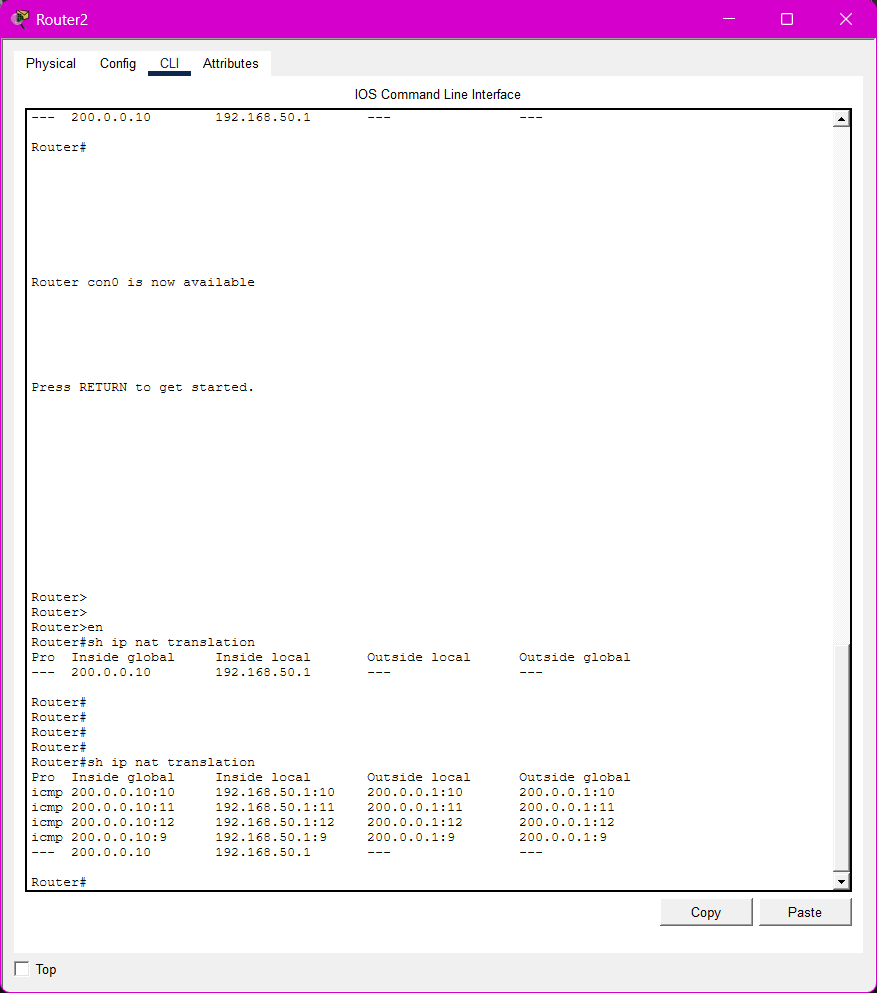 Router2
Physical Config CLI Attributes
IOS Command Line Interface
---  200.0.0.10        192.168.50.1       ---                ---
Router#
Router con0 is now available
Press RETURN to get started.
Router>
Router>
Router>en
Router#sh ip nat translation
Pro  Inside global     Inside local       Outside local      Outside global
---  200.0.0.10        192.168.50.1       ---                ---
Router#
Router#
Router#
Router#
Router#sh ip nat translation
Pro  Inside global     Inside local       Outside local      Outside global
icmp 200.0.0.10:10     192.168.50.1:10    200.0.0.1:10       200.0.0.1:10
icmp 200.0.0.10:11     192.168.50.1:11    200.0.0.1:11       200.0.0.1:11
icmp 200.0.0.10:12     192.168.50.1:12    200.0.0.1:12       200.0.0.1:12
icmp 200.0.0.10:9      192.168.50.1:9     200.0.0.1:9        200.0.0.1:9
---  200.0.0.10        192.168.50.1       ---                ---
Router#
Copy Paste
Top